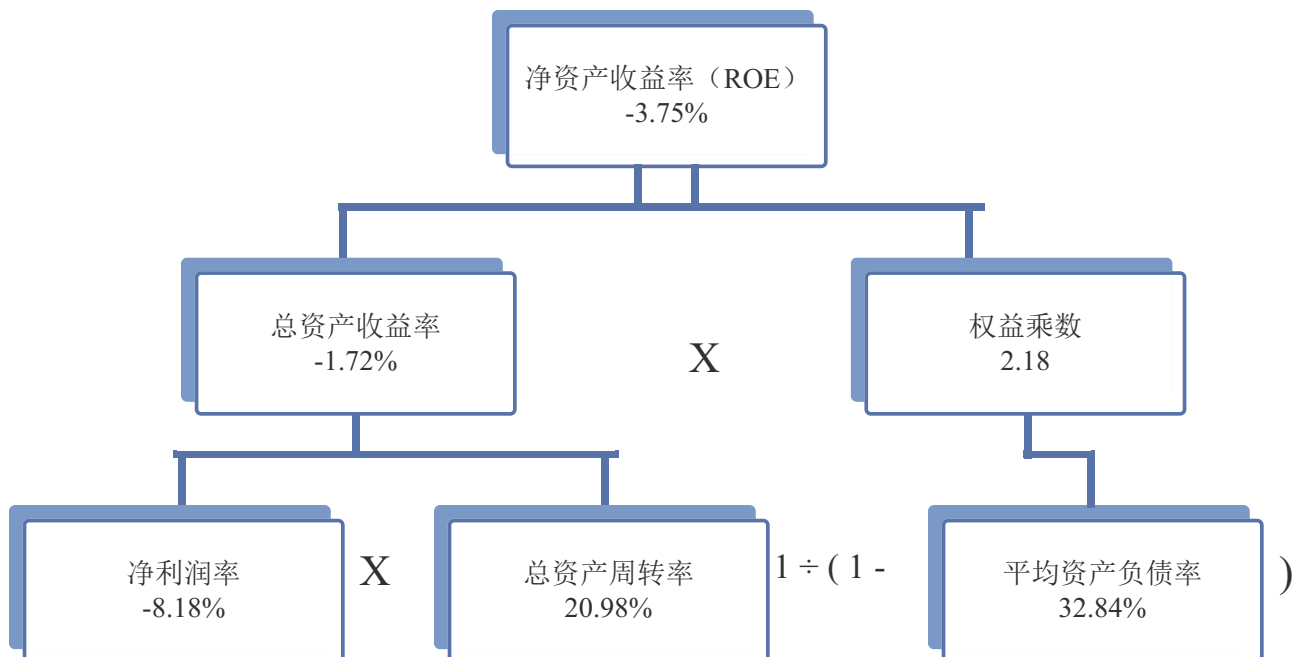 净资产收益率（ROE）
-3.75%
总资产收益率
-1.72%
X
权益乘数
2.18
净利润率
-8.18%
X
总资产周转率
20.98%
1 ÷ ( 1 -
平均资产负债率
32.84%
)